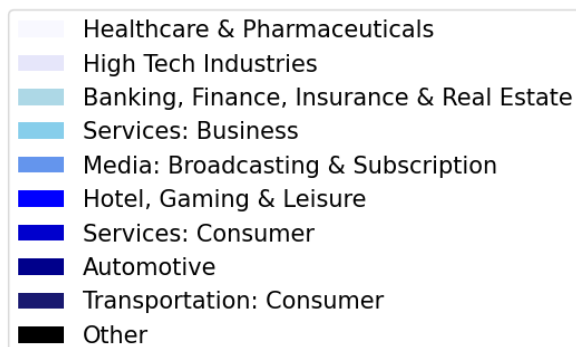 Healthcare & Pharmaceuticals
High Tech Industries
Banking, Finance, Insurance & Real Estate
Services: Business
Media: Broadcasting & Subscription
Hotel, Gaming & Leisure
Services: Consumer
Automotive
Transportation: Consumer
Other